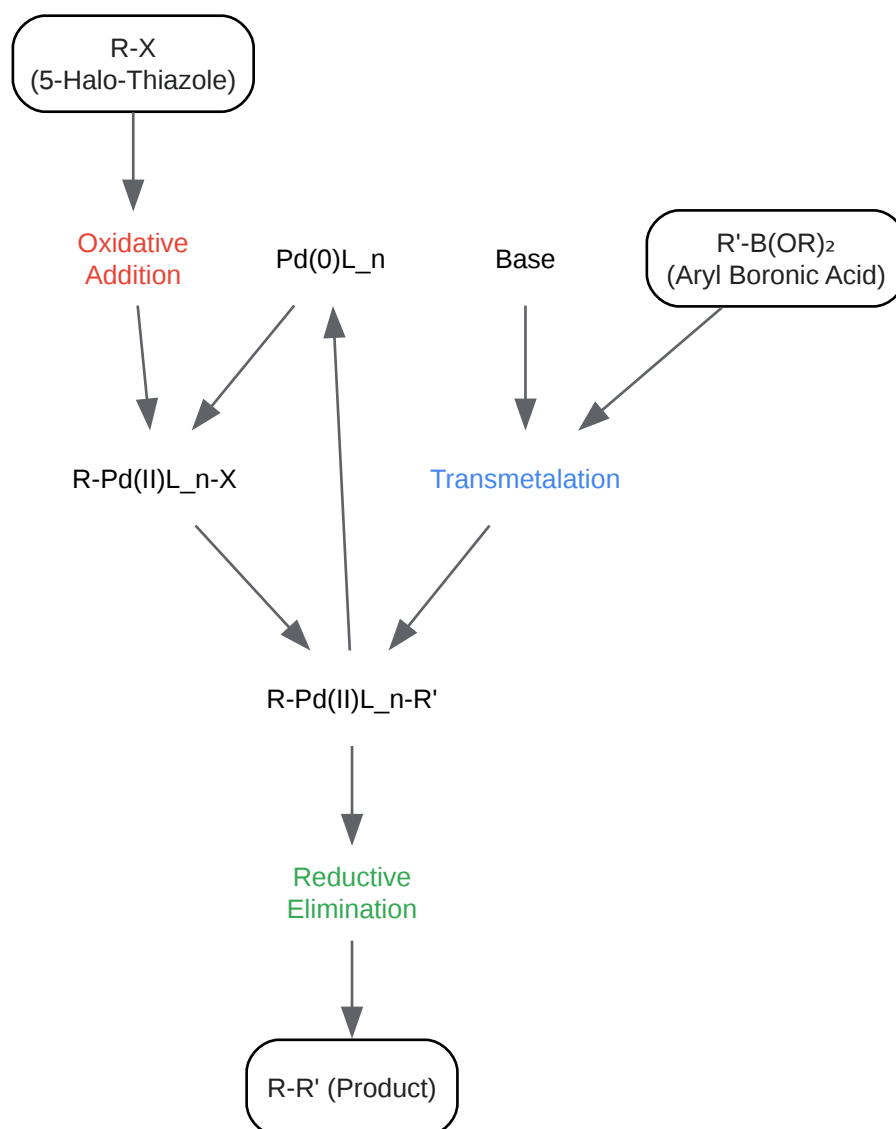 R-X
(5-Halo-Thiazole)
Oxidative
Addition
Pd(0)L_n
Base
R'-B(OR)₂
(Aryl Boronic Acid)
R-Pd(II)L_n-X
Transmetalation
R-Pd(II)L_n-R'
Reductive
Elimination
R-R' (Product)